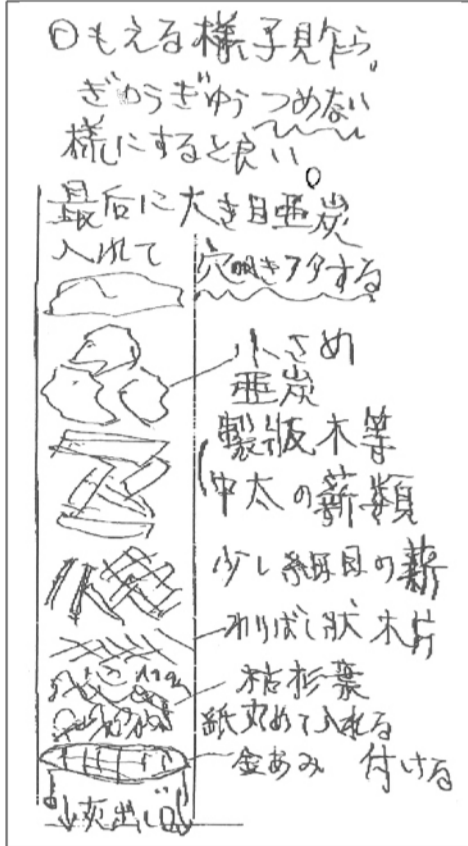 ◎もえる様子見乍ら。
ぎゅうぎゅうつめない
様にすると良い。
最后に大き目亜炭
入れて
穴明きフタする
小さめ
亜炭
製板木等
中太の薪類
少し細目の薪
わりばし状木片
枯杉葉
紙丸めて入れる
金あみ 付ける
灰出し口